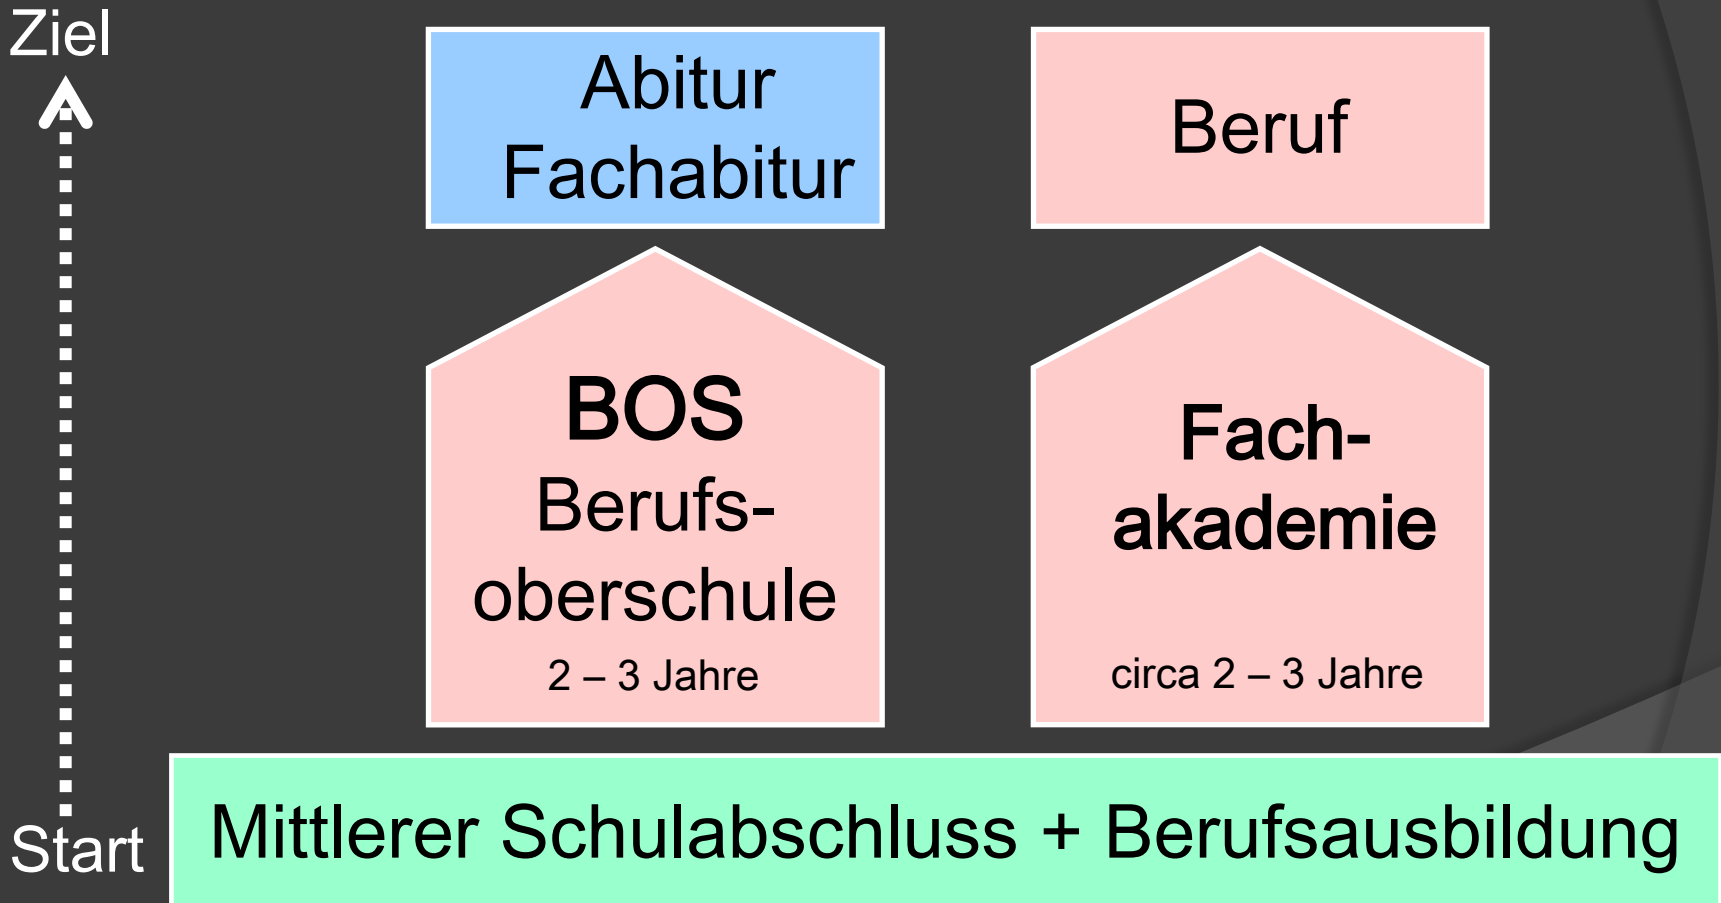 Ziel
Abitur
Fachabitur
Beruf
BOS
Berufs-
oberschule
2 – 3 Jahre
Fach-
akademie
circa 2 – 3 Jahre
Start
Mittlerer Schulabschluss + Berufsausbildung